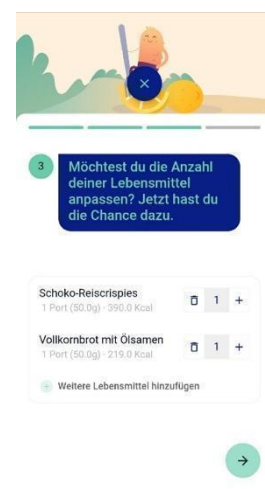 3
Möchtest du die Anzahl
deiner Lebensmittel
anpassen? Jetzt hast du
die Chance dazu.
Schoko-Reiscrispies
1 Port (50.0g) - 390.0 Kcal
1 +
Vollkornbrot mit Ölsamen
1 Port (50.0g) - 219.0 Kcal
1 +
+ Weitere Lebensmittel hinzufügen